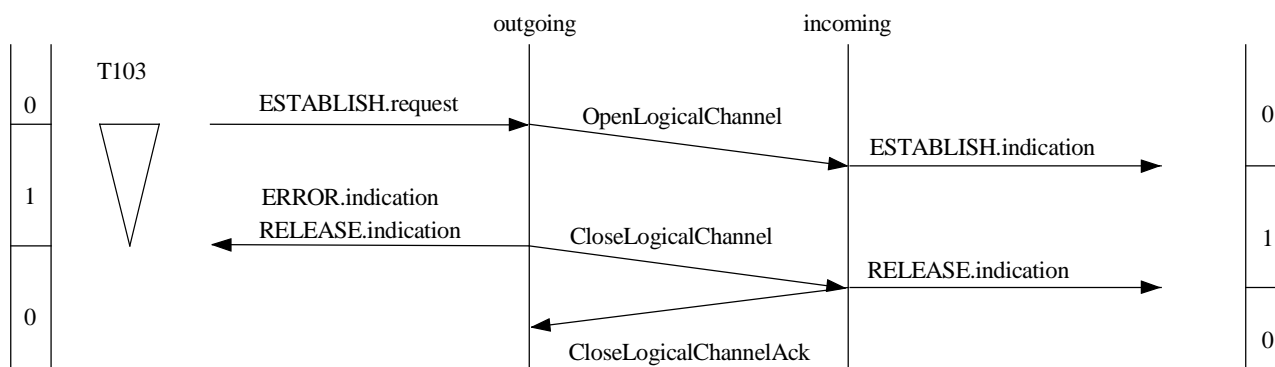 outgoing incoming
T103
0 ESTABLISH.request OpenLogicalChannel 0
ESTABLISH.indication
1 ERROR.indication
RELEASE.indication CloseLogicalChannel 1
RELEASE.indication
0 CloseLogicalChannelAck 0